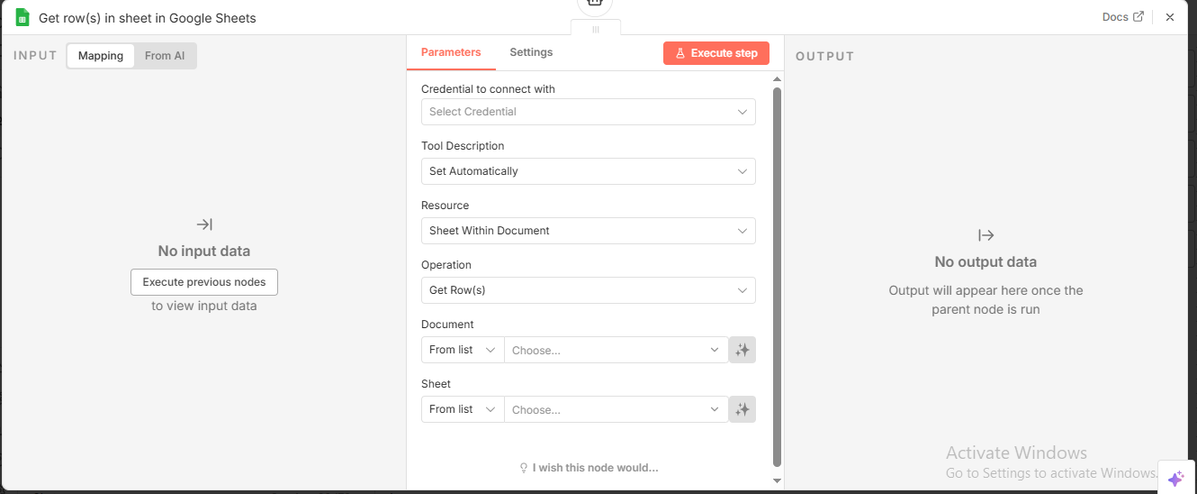 Get row(s) in sheet in Google Sheets
Docs
INPUT
Mapping
From AI
No input data
Execute previous nodes
to view input data
Parameters
Settings
Execute step
Credential to connect with
Select Credential
Tool Description
Set Automatically
Resource
Sheet Within Document
Operation
Get Row(s)
Document
From list
Choose...
Sheet
From list
Choose...
I wish this node would...
OUTPUT
No output data
Output will appear here once the
parent node is run
Activate Windows
Go to Settings to activate Windows.